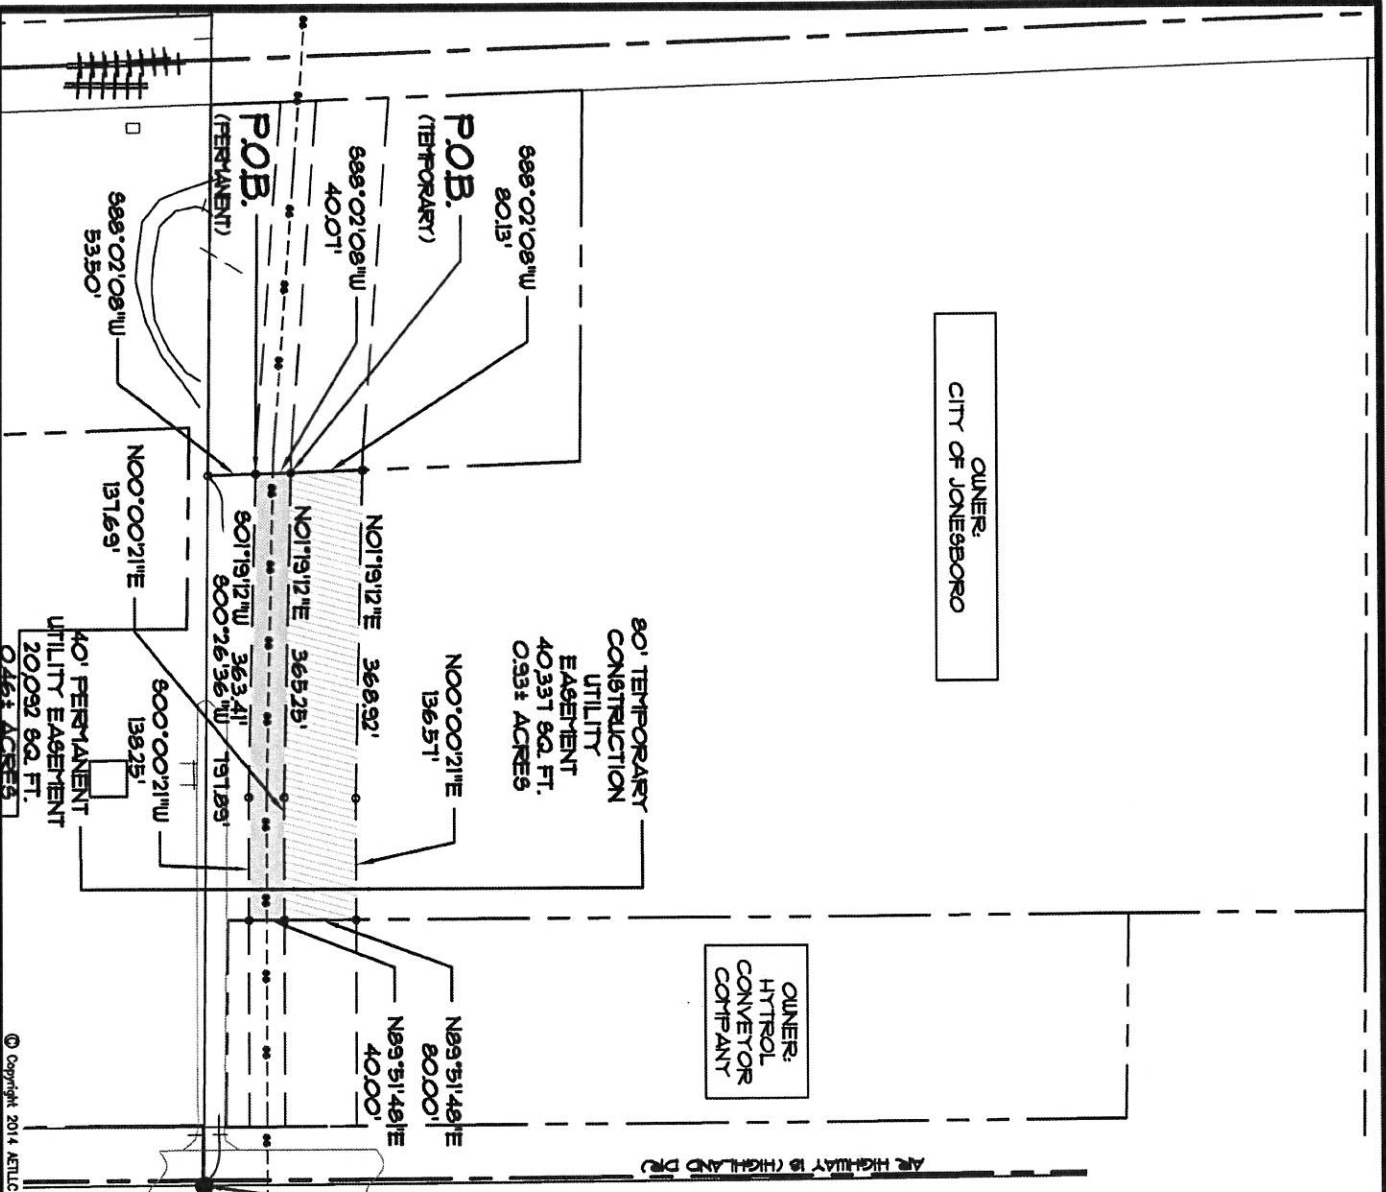 OWNER:
CITY OF JONESBORO
OWNER:
HYTROL
CONVEYOR
COMPANY
80' TEMPORARY
CONSTRUCTION
UTILITY
EASEMENT
40,337 SQ. FT.
0.93± ACRES
S88°02'08"W
80.13'
P.O.B.
(TEMPORARY)
S88°02'08"W
40.07'
P.O.B.
(PERMANENT)
S88°02'08"W
53.50'
N00°00'21"E
136.57'
N01°19'12"E 368.92'
N01°19'12"E 365.25'
S01°19'12"W 363.41'
S00°26'36"W 797.89'
N00°00'21"E
137.69'
S00°00'21"W
138.25'
40' PERMANENT
UTILITY EASEMENT
20,092 SQ. FT.
0.46± ACRES
N89°51'48"E
80.00'
N89°51'48"E
40.00'
AR HIGHWAY 18 (HIGHLAND DR.)
© Copyright 2014 AETLLC